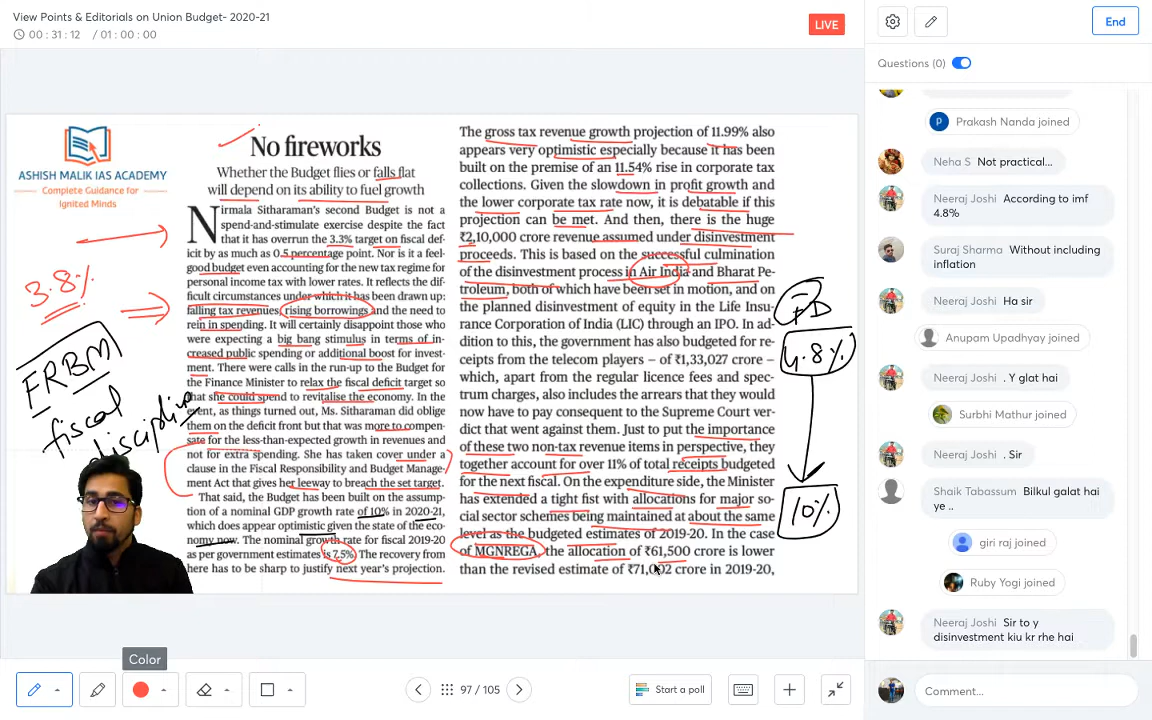 View Points & Editorials on Union Budget- 2020-21
00 : 31 : 12 / 01 : 00 : 00
LIVE
End
Questions (0)
ASHISH MALIK IAS ACADEMY
Complete Guidance for
Ignited Minds
3.8%
FRBM
fiscal
discipline
No fireworks
Whether the Budget flies or falls flat
will depend on its ability to fuel growth
Nirmala Sitharaman's second Budget is not a
spend-and-stimulate exercise despite the fact
that it has overrun the 3.3% target on fiscal def-
icit by as much as 0.5 percentage point. Nor is it a feel-
good budget even accounting for the new tax regime for
personal income tax with lower rates. It reflects the dif-
ficult circumstances under which it has been drawn up:
falling tax revenues, rising borrowings and the need to
rein in spending. It will certainly disappoint those who
were expecting a big bang stimulus in terms of in-
creased public spending or additional boost for invest-
ment. There were calls in the run-up to the Budget for
the Finance Minister to relax the fiscal deficit target so
that she could spend to revitalise the economy. In the
event, as things turned out, Ms. Sitharaman did oblige
them on the deficit front but that was more to compen-
sate for the less-than-expected growth in revenues and
not for extra spending. She has taken cover under a
clause in the Fiscal Responsibility and Budget Manage-
ment Act that gives her leeway to breach the set target.
That said, the Budget has been built on the assump-
tion of a nominal GDP growth rate of 10% in 2020-21,
which does appear optimistic given the state of the eco-
nomy now. The nominal growth rate for fiscal 2019-20
as per government estimates is 7.5%. The recovery from
here has to be sharp to justify next year's projection.
The gross tax revenue growth projection of 11.99% also
appears very optimistic especially because it has been
built on the premise of an 11.54% rise in corporate tax
collections. Given the slowdown in profit growth and
the lower corporate tax rate now, it is debatable if this
projection can be met. And then, there is the huge
₹2,10,000 crore revenue assumed under disinvestment
proceeds. This is based on the successful culmination
of the disinvestment process in Air India and Bharat Pe-
troleum, both of which have been set in motion, and on
the planned disinvestment of equity in the Life Insu-
rance Corporation of India (LIC) through an IPO. In ad-
dition to this, the government has also budgeted for re-
ceipts from the telecom players – of ₹1,33,027 crore –
which, apart from the regular licence fees and spec-
trum charges, also includes the arrears that they would
now have to pay consequent to the Supreme Court ver-
dict that went against them. Just to put the importance
of these two non-tax revenue items in perspective, they
together account for over 11% of total receipts budgeted
for the next fiscal. On the expenditure side, the Minister
has extended a tight fist with allocations for major so-
cial sector schemes being maintained at about the same
level as the budgeted estimates of 2019-20. In the case
of MGNREGA, the allocation of ₹61,500 crore is lower
than the revised estimate of ₹71,002 crore in 2019-20,
4.8%
10%
Prakash Nanda joined
Neha S Not practical...
Neeraj Joshi According to imf
4.8%
Suraj Sharma Without including
inflation
Neeraj Joshi Ha sir
Anupam Upadhyay joined
Neeraj Joshi . Y glat hai
Surbhi Mathur joined
Neeraj Joshi . Sir
Shaik Tabassum Bilkul galat hai
ye ..
giri raj joined
Ruby Yogi joined
Neeraj Joshi Sir to y
disinvestment kiu kr rhe hai
Color
97 / 105
Start a poll
Comment...